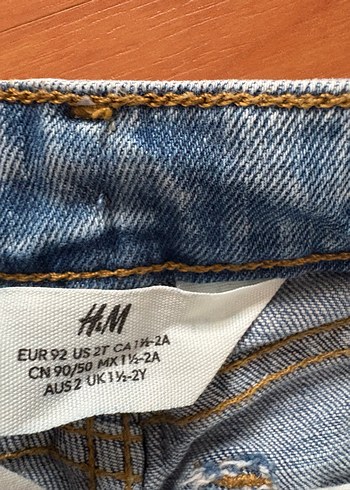 H&M
EUR 92 US 2T CA 1½-2A
CN 90/50 MX 1½-2A
AUS 2 UK 1½-2Y